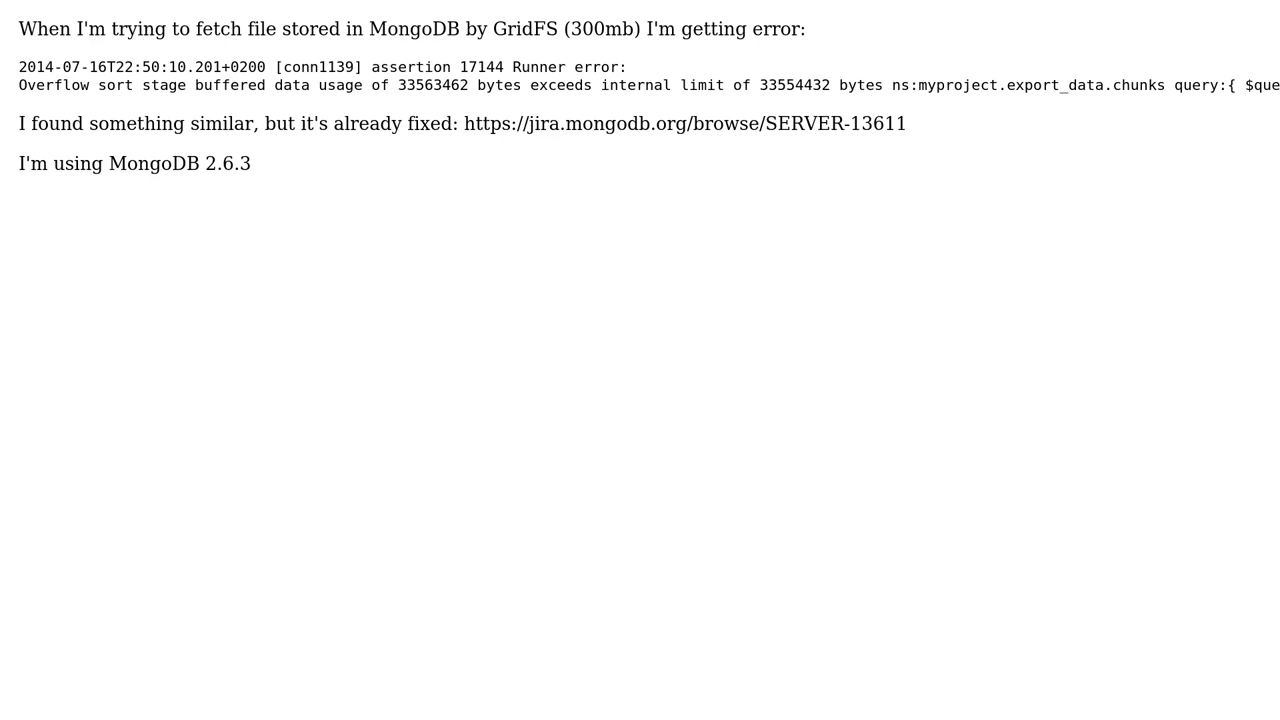 When I'm trying to fetch file stored in MongoDB by GridFS (300mb) I'm getting error:
2014-07-16T22:50:10.201+0200 [conn1139] assertion 17144 Runner error:
Overflow sort stage buffered data usage of 33563462 bytes exceeds internal limit of 33554432 bytes ns:myproject.export_data.chunks query:{ $que
I found something similar, but it's already fixed: https://jira.mongodb.org/browse/SERVER-13611
I'm using MongoDB 2.6.3